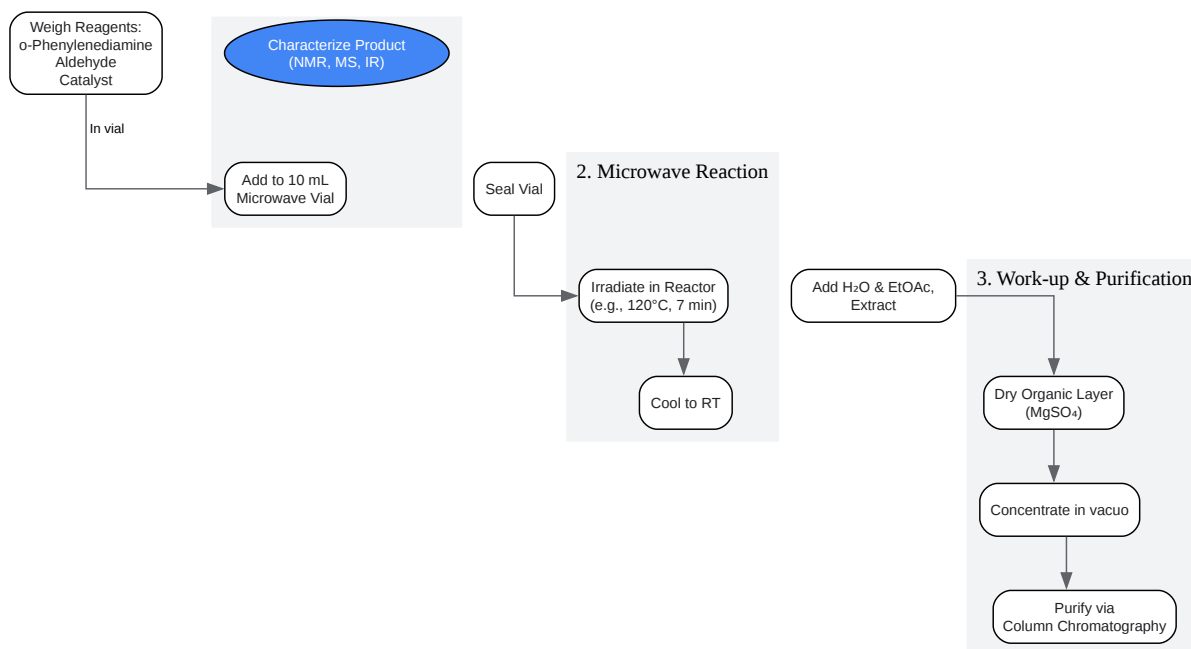 Weigh Reagents:
o-Phenylenediamine
Aldehyde
Catalyst
In vial
Characterize Product
(NMR, MS, IR)
Add to 10 mL
Microwave Vial
Seal Vial
2. Microwave Reaction
Irradiate in Reactor
(e.g., 120°C, 7 min)
Cool to RT
Add H₂O & EtOAc,
Extract
3. Work-up & Purification
Dry Organic Layer
(MgSO₄)
Concentrate in vacuo
Purify via
Column Chromatography